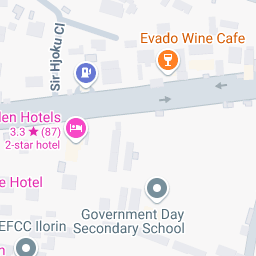 Sir Hjoku Cl
Evado Wine Cafe
den Hotels
3.3 ★ (87)
2-star hotel
e Hotel
Government Day
Secondary School
EFCC Ilorin